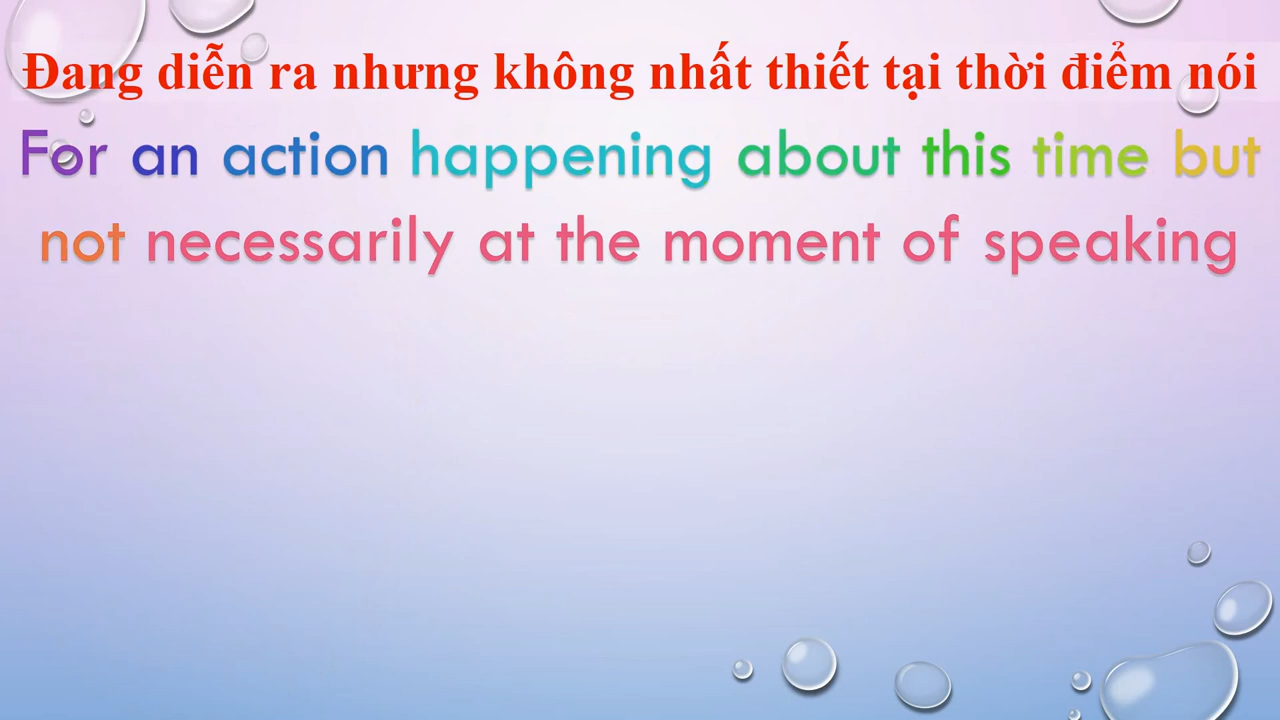 Đang diễn ra nhưng không nhất thiết tại thời điểm nói
For an action happening about this time but
not necessarily at the moment of speaking